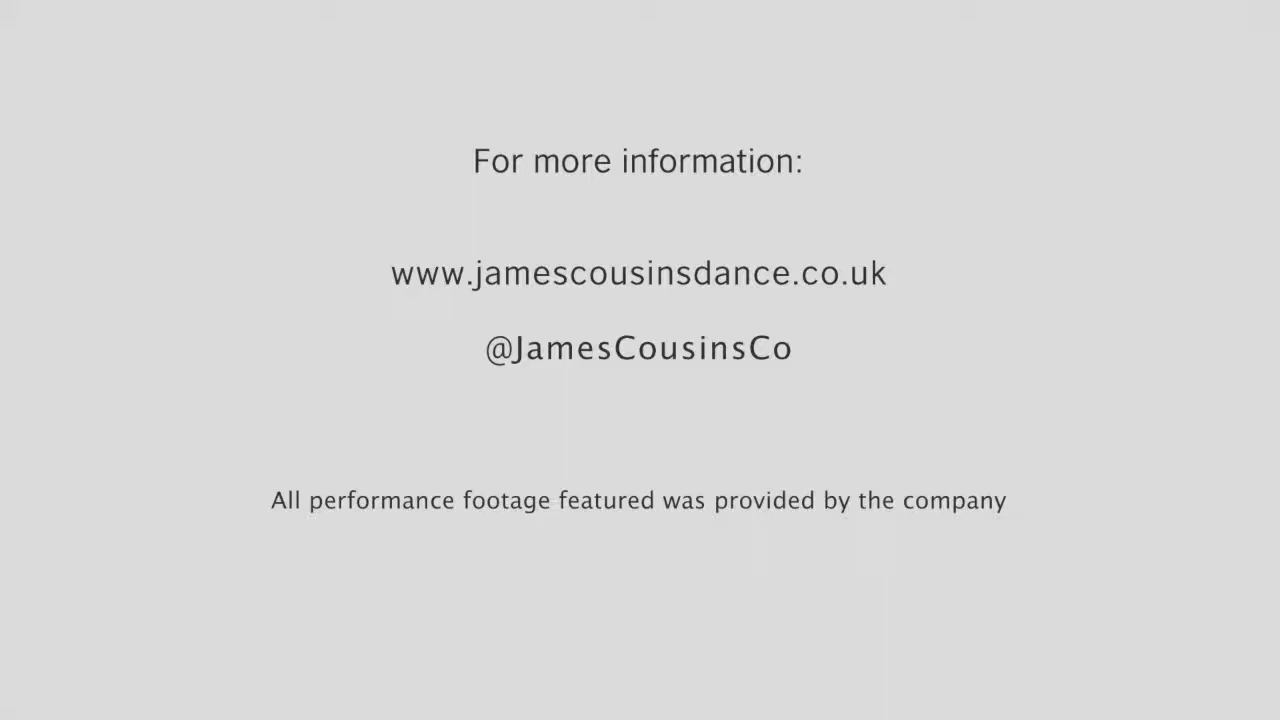 For more information:
www.jamescousinsdance.co.uk
@JamesCousinsCo
All performance footage featured was provided by the company